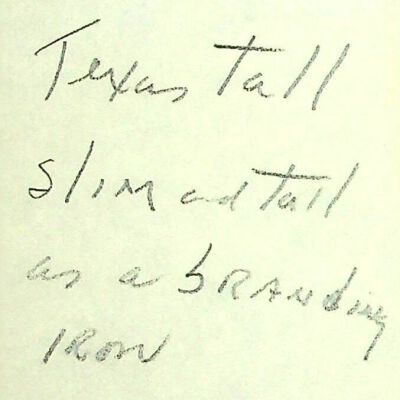 Texas Tall
Slim and Tall
as a branding
iron